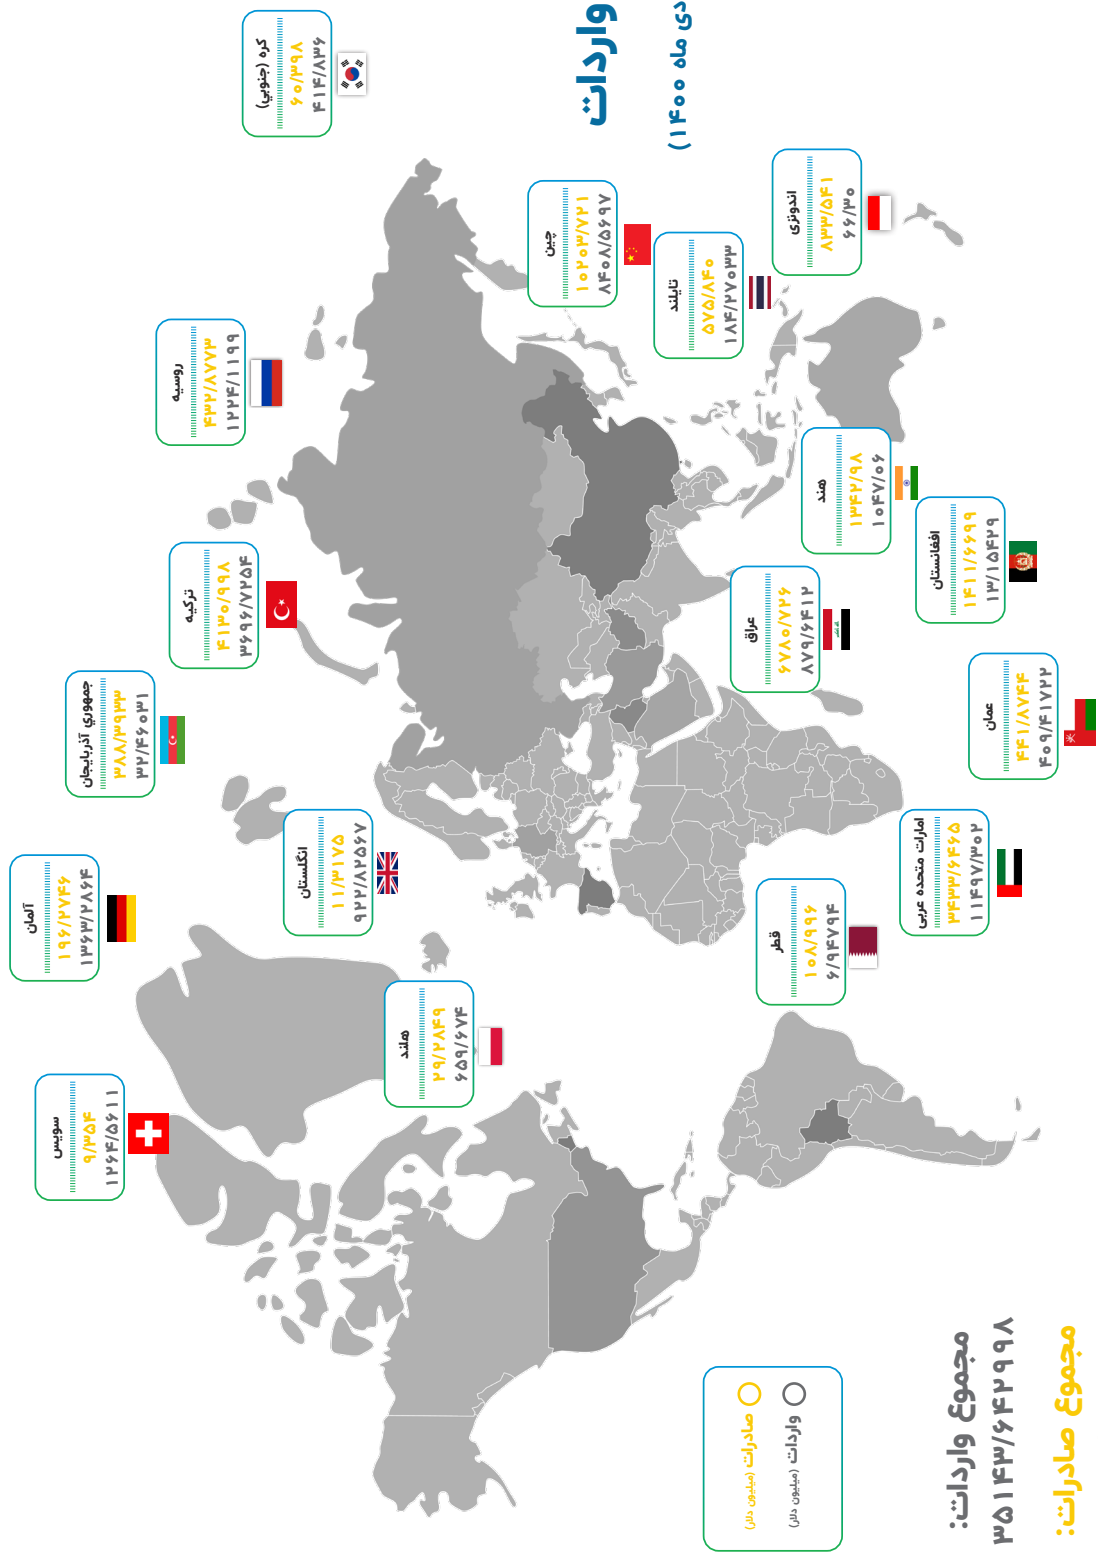 واردات
دی ماه ۱۴۰۰)
کره (جنوبی)
۶۰/۳۹۸
۴۱۴/۸۳۶
چین
۱۰۲۰۳/۷۲۱
۸۴۰۸/۵۶۹۷
تایلند
۵۷۵/۸۴۰
۱۸۴/۲۷۰۳۳
اندونزی
۸۳۳/۵۴۱
۶۶/۳۰
روسیه
۴۳۲/۸۷۷۳
۱۲۲۴/۱۱۹۹
هند
۱۳۴۲/۹۸
۱۰۴۷/۰۶
افغانستان
۱۴۱۱/۶۶۹۹
۱۳/۱۵۴۲۹
ترکیه
۴۱۳۰/۹۹۸
۳۶۹۶/۷۲۵۴
عراق
۶۷۸۰/۷۲۶
۸۷۹/۶۴۱۲
عمان
۴۴۱/۸۷۴۴
۴۰۹/۴۱۷۲۲
جمهوري آذربایجان
۳۸۸/۳۹۳۳
۳۲/۴۶۰۳۱
انگلستان
۱۱/۳۱۷۵
۹۲۲/۸۲۵۶۷
امارات متحده عربی
۳۴۳۳/۶۴۶۵
۱۱۴۹۷/۳۰۲
آلمان
۱۹۶/۲۷۴۶
۱۳۶۳/۲۸۶۴
قطر
۱۰۸/۹۹۶
۶/۹۴۷۹۴
هلند
۲۹/۲۸۴۹
۶۵۹/۶۷۴
سویس
۹/۳۵۴
۱۲۶۴/۵۶۱۱
صادرات (میلیون دلار)
واردات (میلیون دلار)
مجموع واردات:
۳۵۱۴۳/۶۴۲۹۹۸
مجموع صادرات: